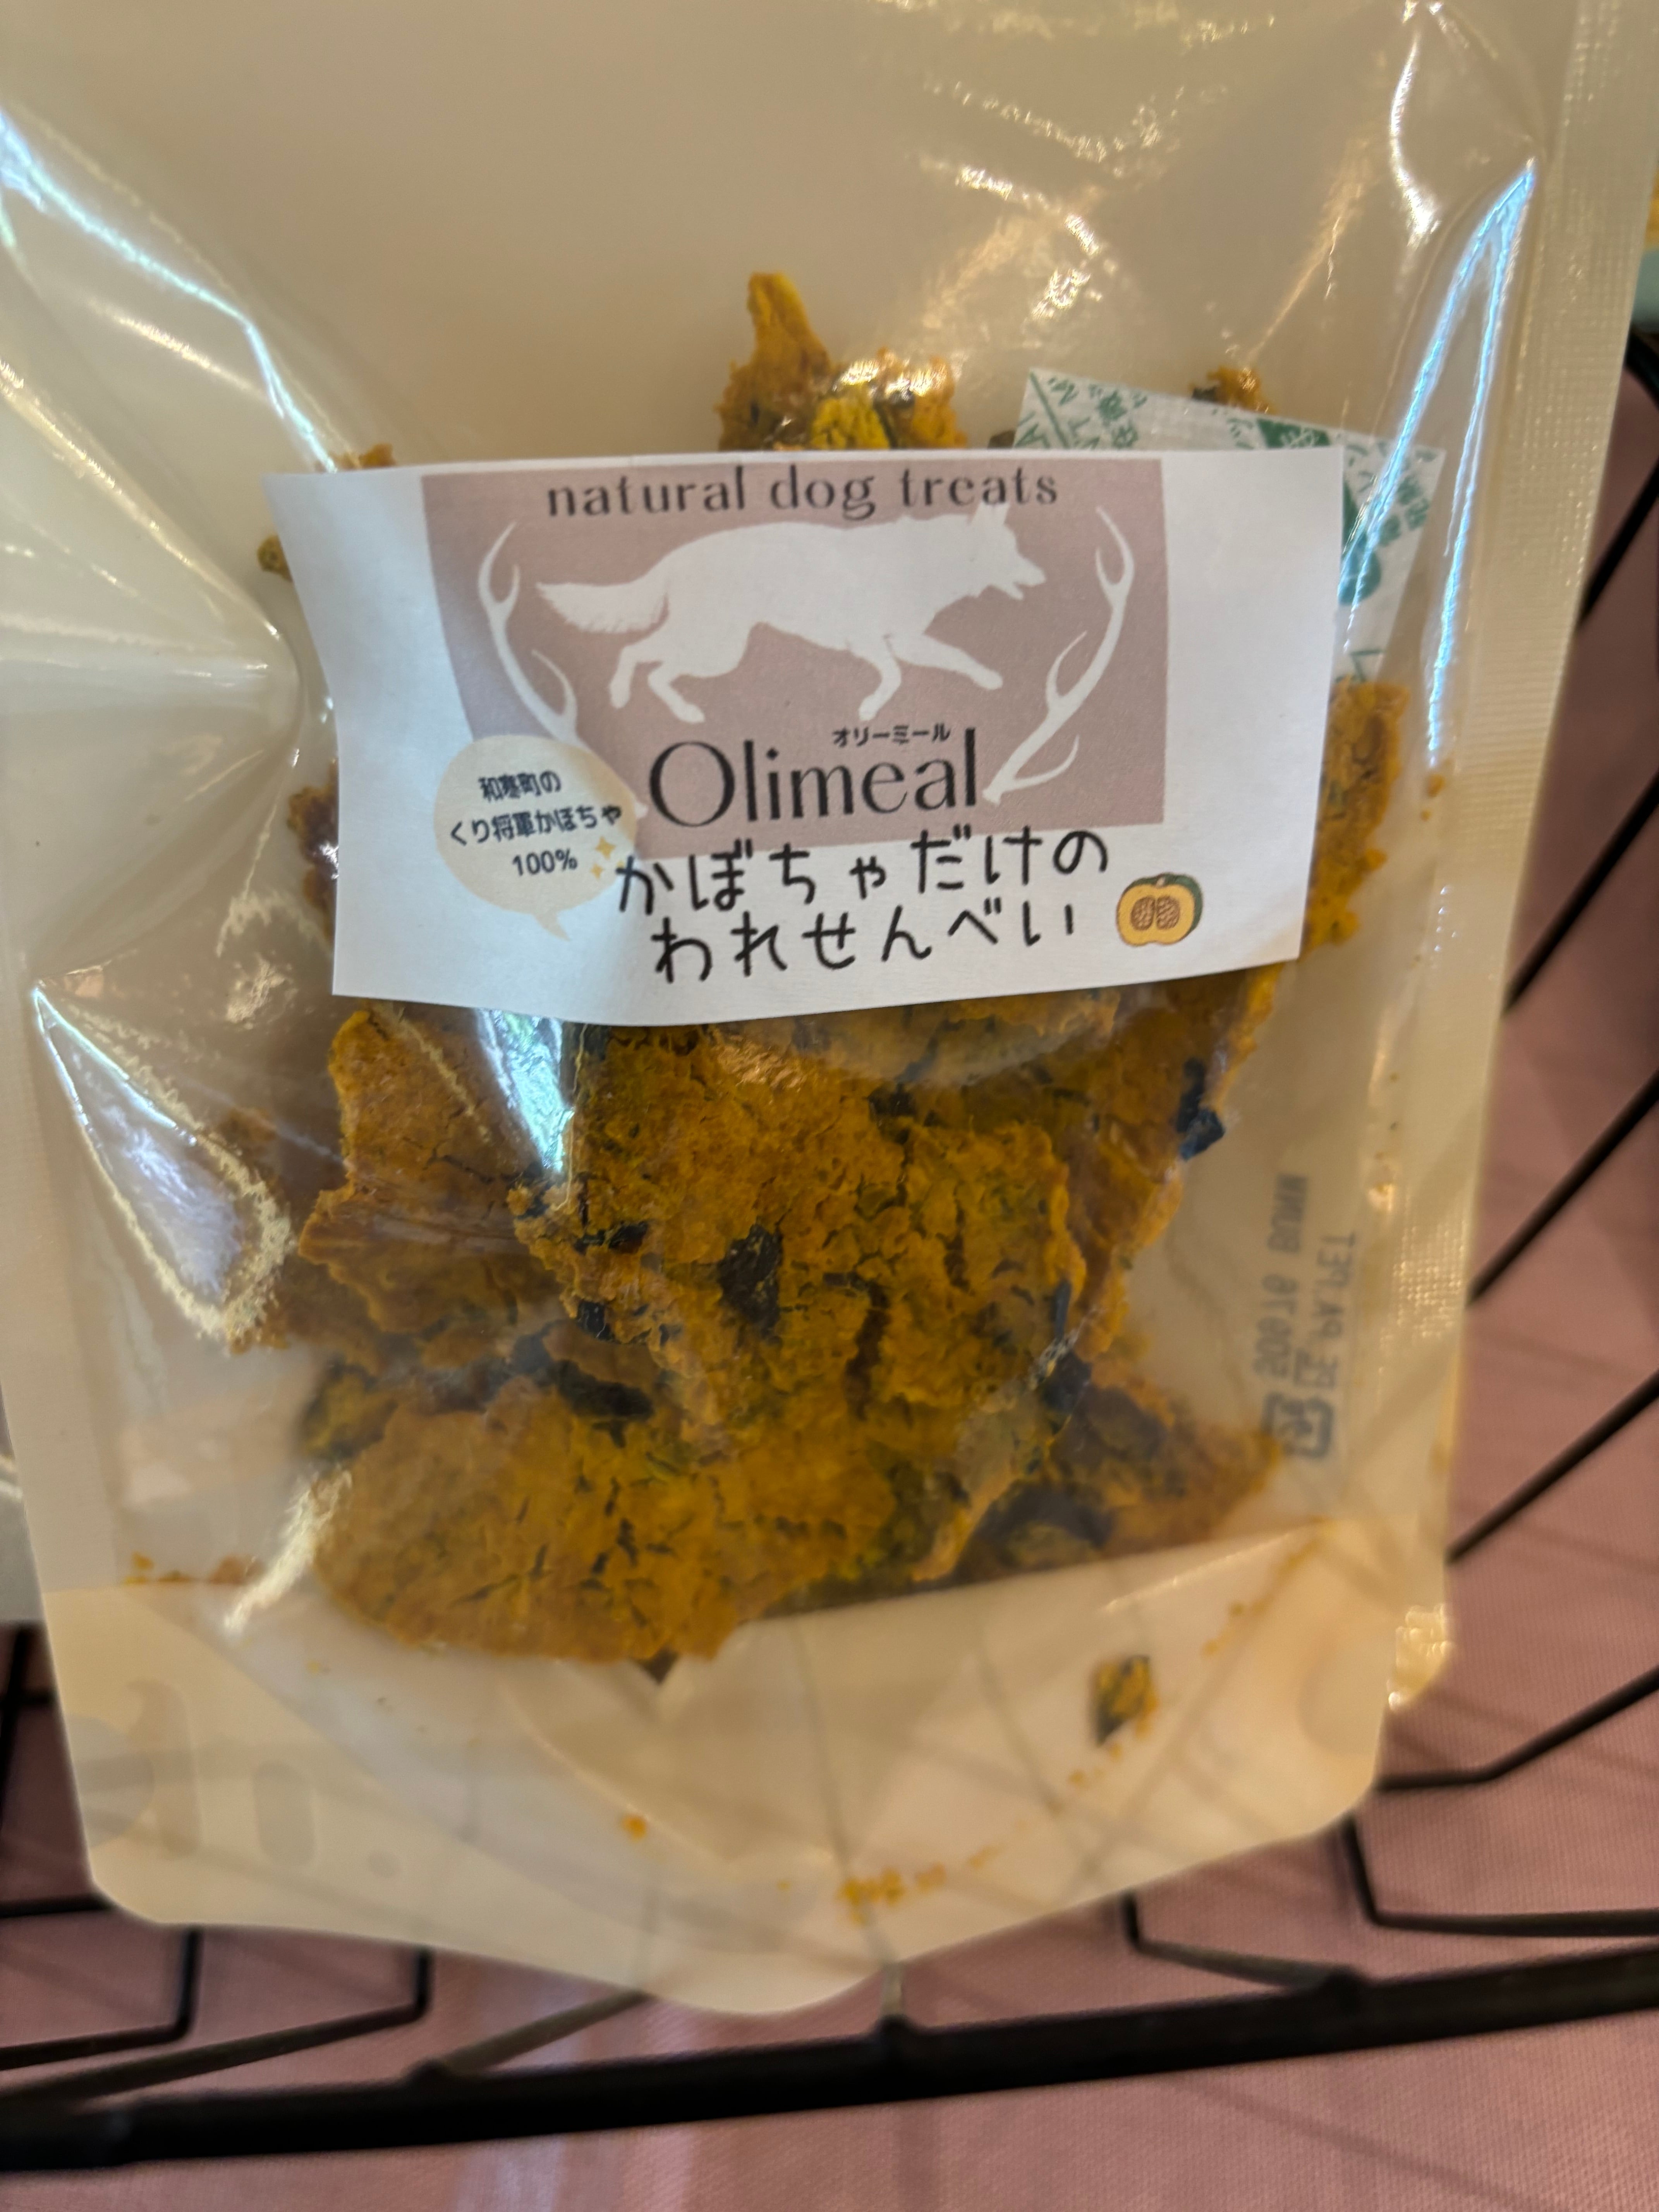 natural dog treats
オリーミール
Olimeal
和寒町の
くり将軍かぼちゃ
100%
かぼちゃだけの
われせんべい